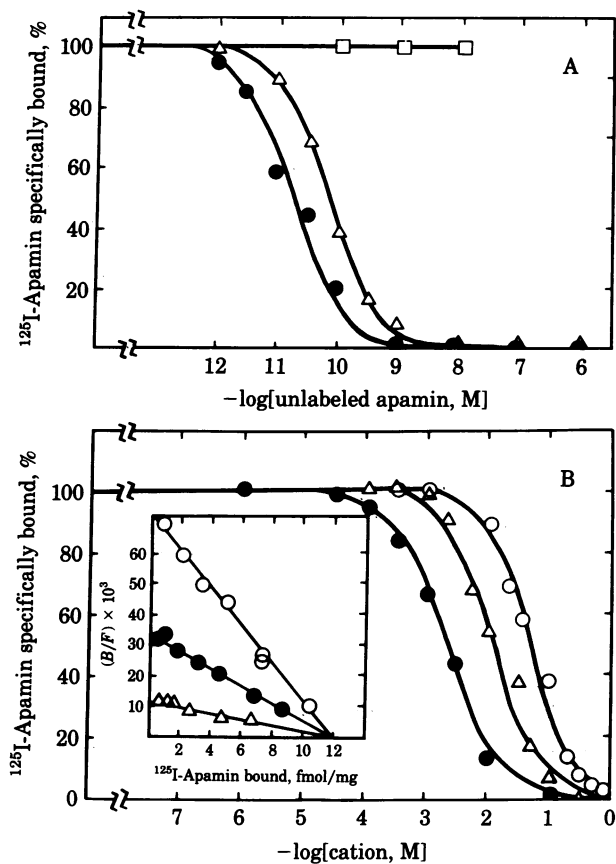 ¹²⁵I-Apamin specifically bound, %
100
80
60
40
20
A
12 11 10 9 8 7 6
−log[unlabeled apamin, M]
¹²⁵I-Apamin specifically bound, %
100
80
60
40
20
0
B
(B/F) × 10³
60
50
40
30
20
10
0
2 4 6 8 10 12
¹²⁵I-Apamin bound, fmol/mg
7 6 5 4 3 2 1 0
−log[cation, M]